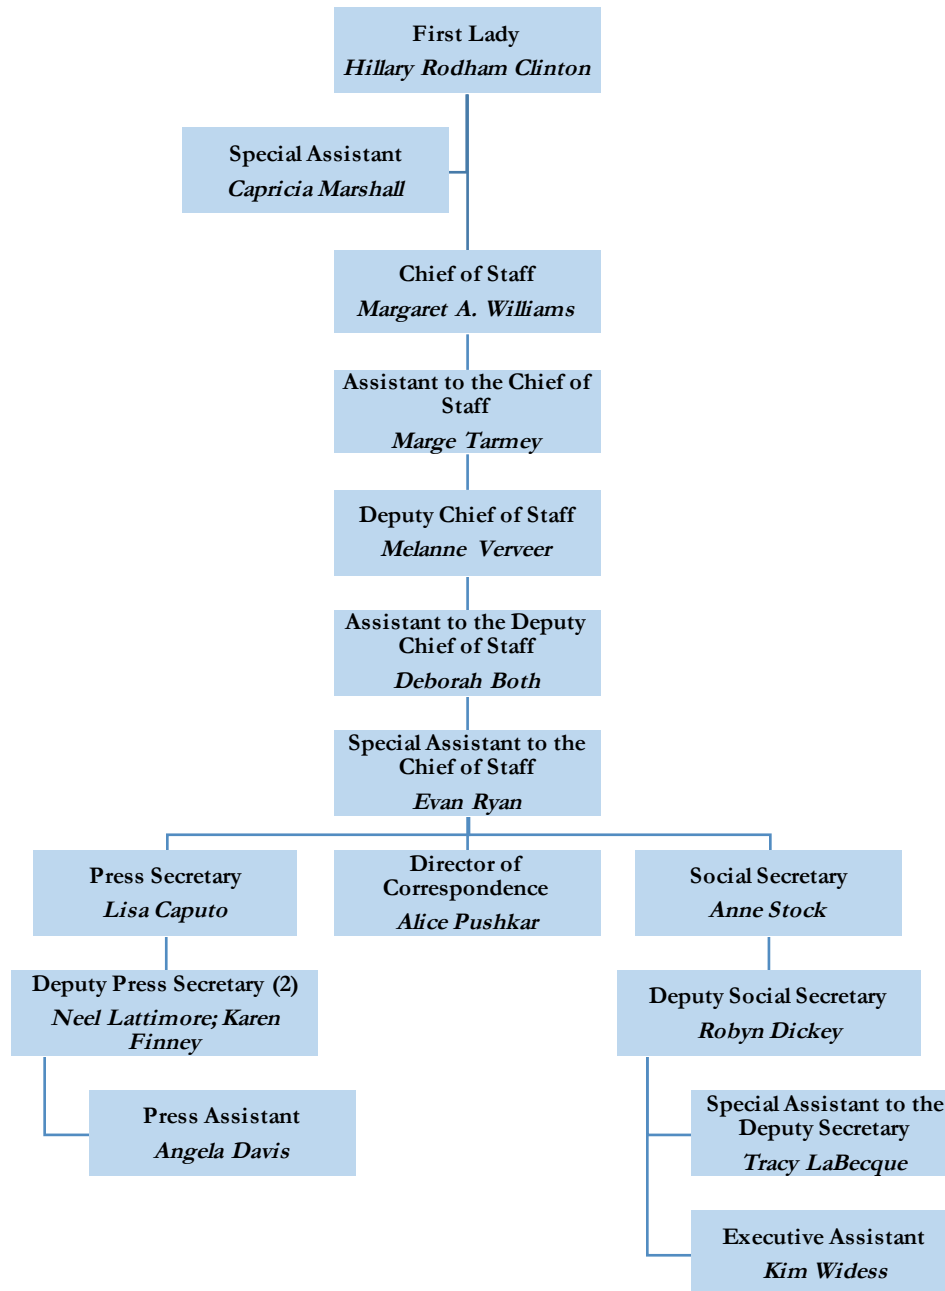 First Lady
Hillary Rodham Clinton
Special Assistant
Capricia Marshall
Chief of Staff
Margaret A. Williams
Assistant to the Chief of
Staff
Marge Tarmey
Deputy Chief of Staff
Melanne Verveer
Assistant to the Deputy
Chief of Staff
Deborah Both
Special Assistant to the
Chief of Staff
Evan Ryan
Press Secretary
Lisa Caputo
Director of
Correspondence
Alice Pushkar
Social Secretary
Anne Stock
Deputy Press Secretary (2)
Neel Lattimore; Karen
Finney
Deputy Social Secretary
Robyn Dickey
Press Assistant
Angela Davis
Special Assistant to the
Deputy Secretary
Tracy LaBecque
Executive Assistant
Kim Widess